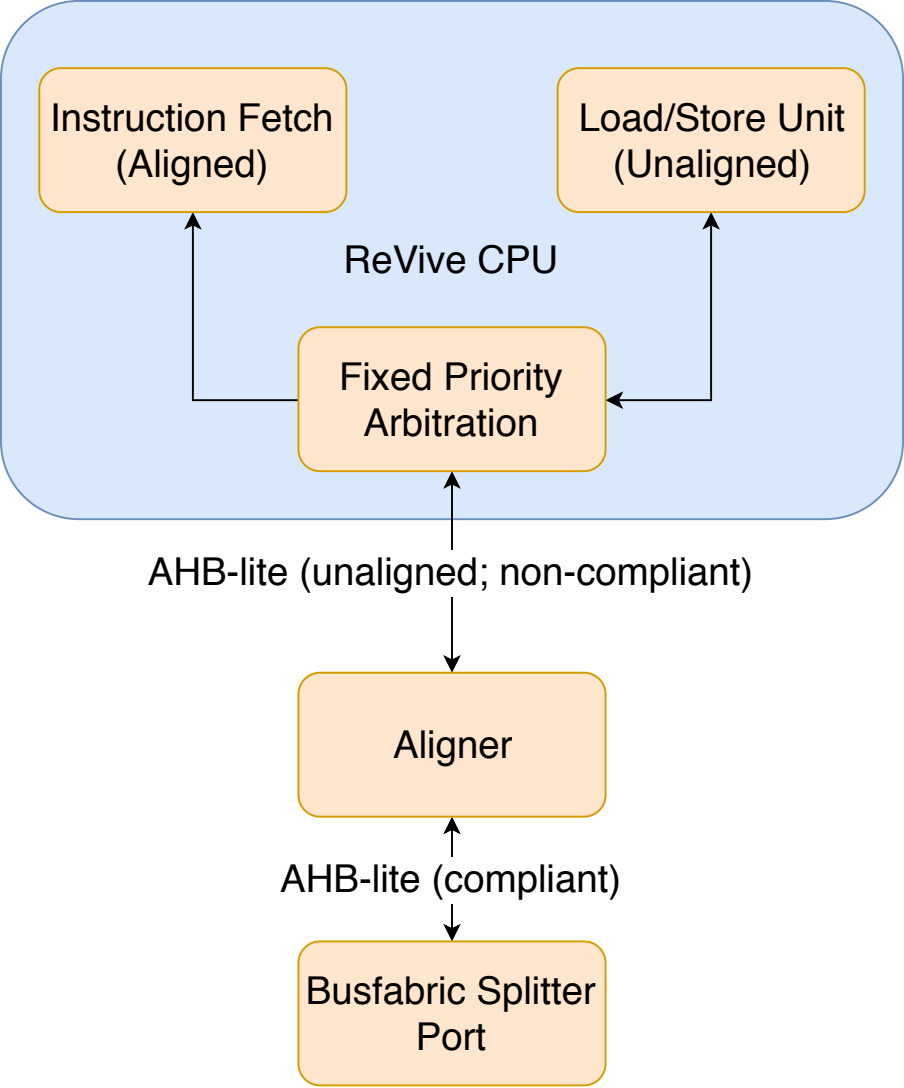 Instruction Fetch
(Aligned)
Load/Store Unit
(Unaligned)
ReVive CPU
Fixed Priority
Arbitration
AHB-lite (unaligned; non-compliant)
Aligner
AHB-lite (compliant)
Busfabric Splitter
Port